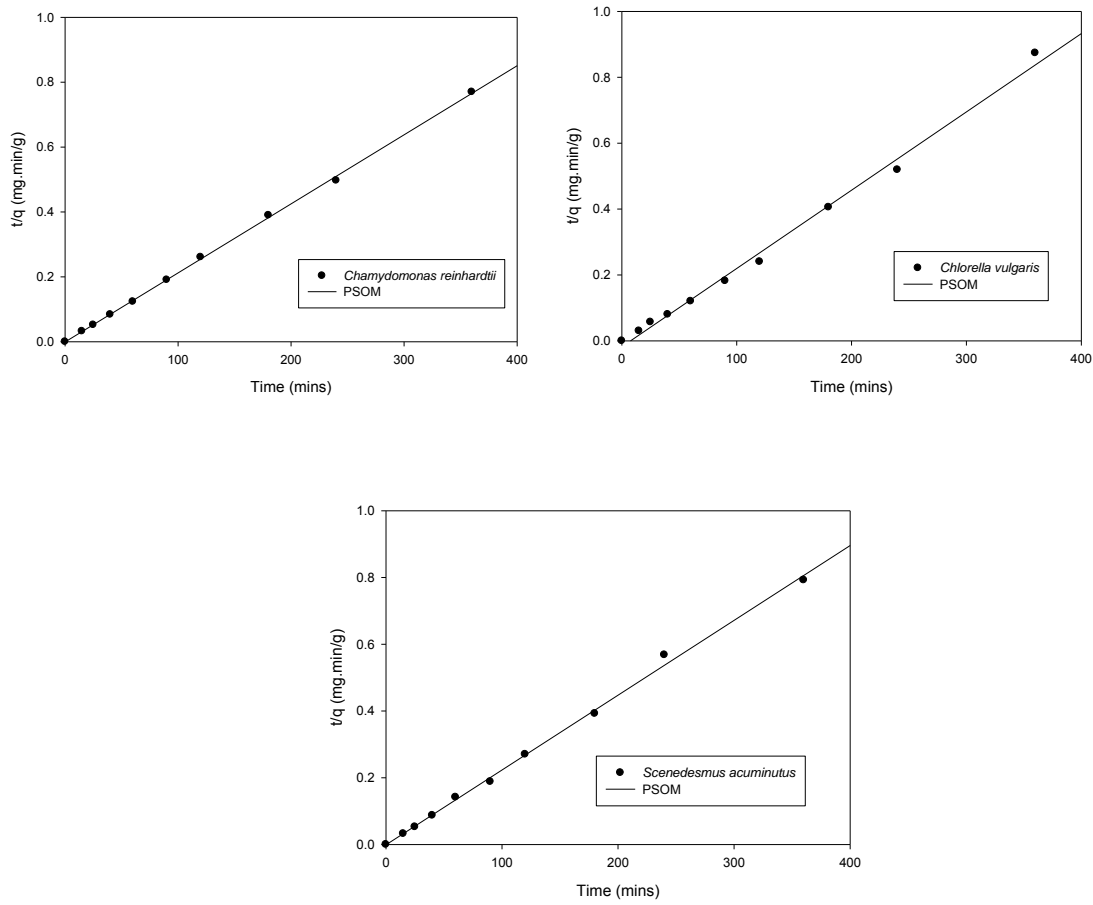 1.0
0.8
0.6
0.4
0.2
0.0
t/q (mg.min/g)
0 100 200 300 400
Time (mins)
Chamydomonas reinhardtii
PSOM
1.0
0.8
0.6
0.4
0.2
0.0
t/q (mg.min/g)
0 100 200 300 400
Time (mins)
Chlorella vulgaris
PSOM
1.0
0.8
0.6
0.4
0.2
0.0
t/q (mg.min/g)
0 100 200 300 400
Time (mins)
Scenedesmus acuminutus
PSOM